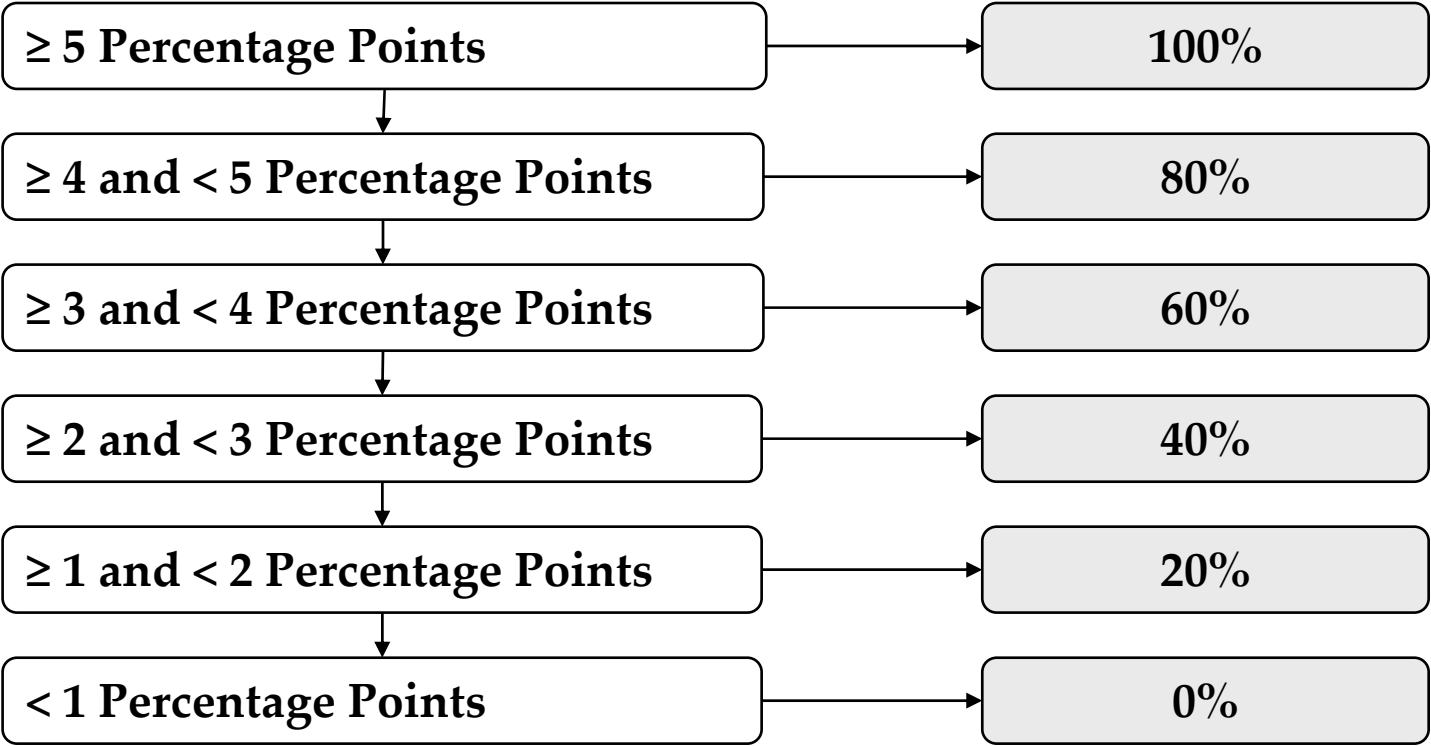 ≥ 5 Percentage Points
100%
≥ 4 and < 5 Percentage Points
80%
≥ 3 and < 4 Percentage Points
60%
≥ 2 and < 3 Percentage Points
40%
≥ 1 and < 2 Percentage Points
20%
< 1 Percentage Points
0%